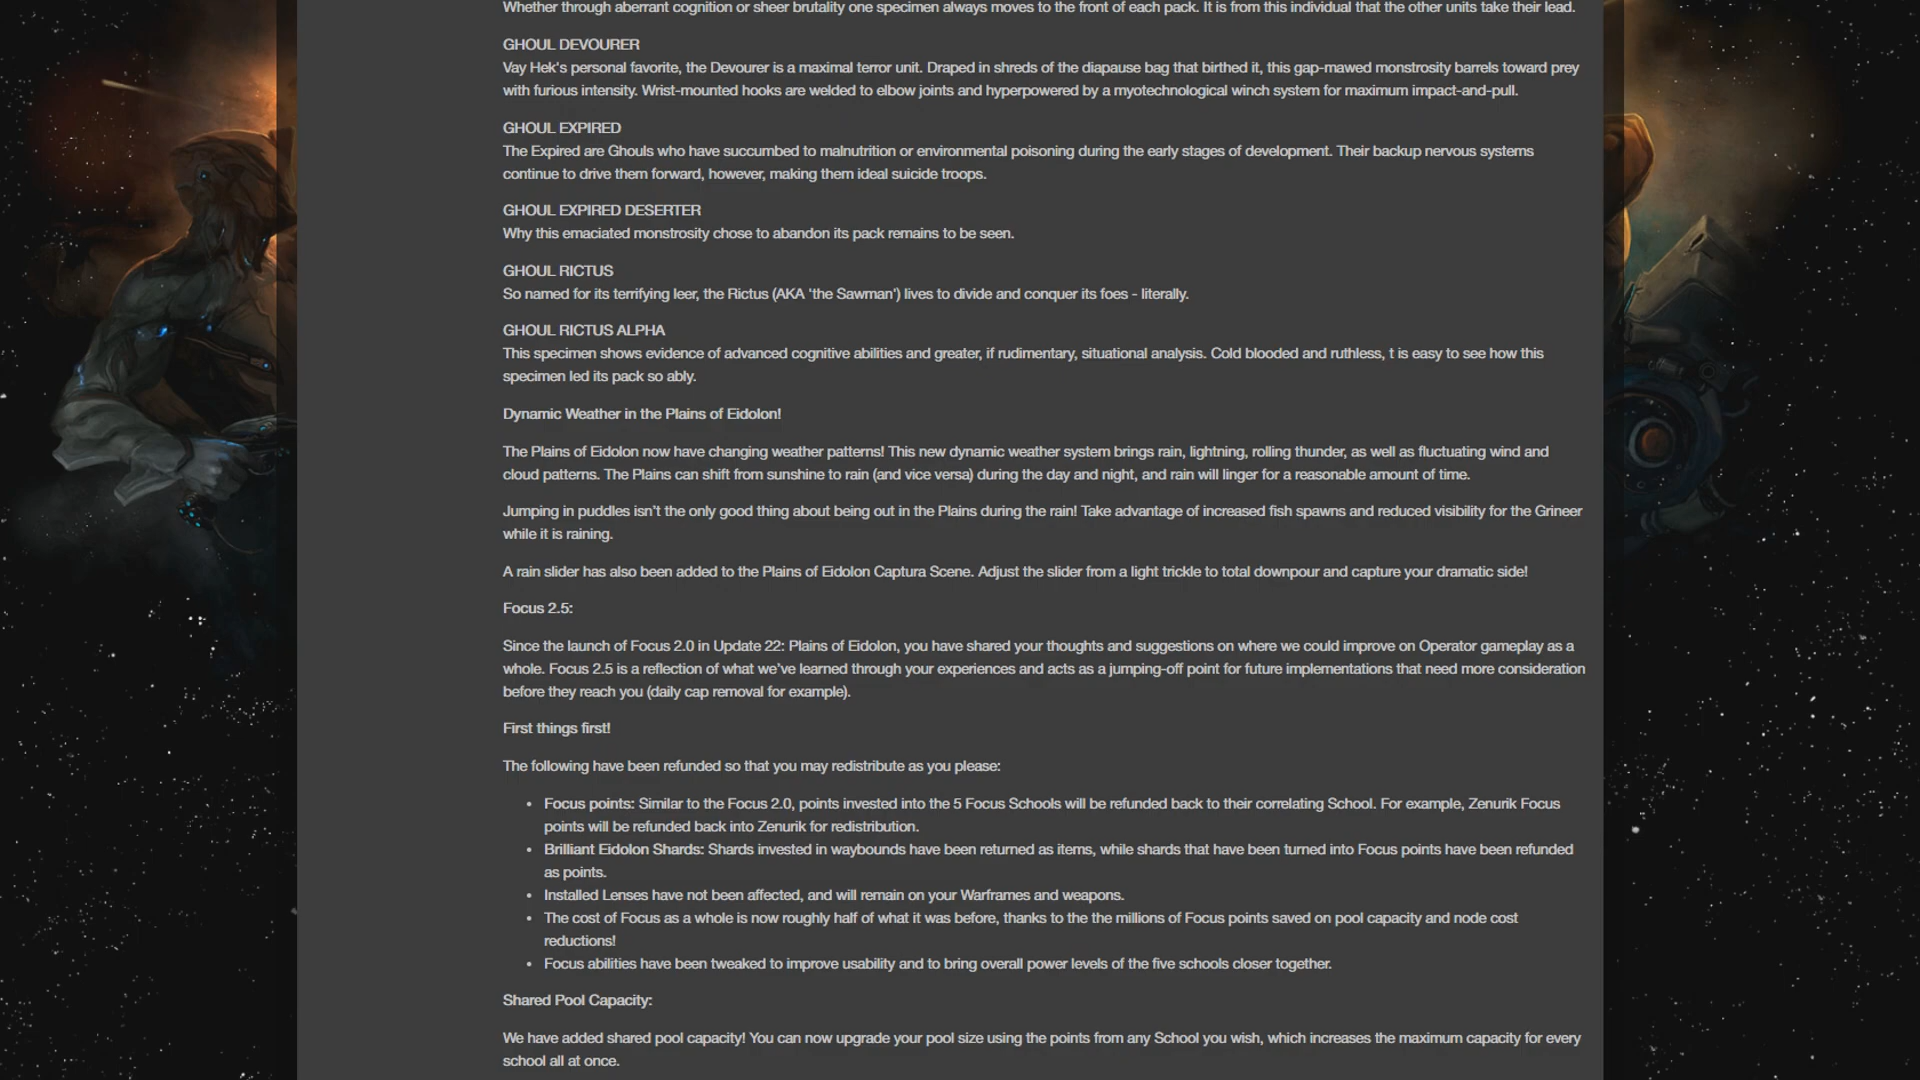 Whether through aberrant cognition or sheer brutality one specimen always moves to the front of each pack. It is from this individual that the other units take their lead.
GHOUL DEVOURER
Vay Hek's personal favorite, the Devourer is a maximal terror unit. Draped in shreds of the diapause bag that birthed it, this gap-mawed monstrosity barrels toward prey
with furious intensity. Wrist-mounted hooks are welded to elbow joints and hyperpowered by a myotechnological winch system for maximum impact-and-pull.
GHOUL EXPIRED
The Expired are Ghouls who have succumbed to malnutrition or environmental poisoning during the early stages of development. Their backup nervous systems
continue to drive them forward, however, making them ideal suicide troops.
GHOUL EXPIRED DESERTER
Why this emaciated monstrosity chose to abandon its pack remains to be seen.
GHOUL RICTUS
So named for its terrifying leer, the Rictus (AKA 'the Sawman') lives to divide and conquer its foes - literally.
GHOUL RICTUS ALPHA
This specimen shows evidence of advanced cognitive abilities and greater, if rudimentary, situational analysis. Cold blooded and ruthless, t is easy to see how this
specimen led its pack so ably.
Dynamic Weather in the Plains of Eidolon!
The Plains of Eidolon now have changing weather patterns! This new dynamic weather system brings rain, lightning, rolling thunder, as well as fluctuating wind and
cloud patterns. The Plains can shift from sunshine to rain (and vice versa) during the day and night, and rain will linger for a reasonable amount of time.
Jumping in puddles isn't the only good thing about being out in the Plains during the rain! Take advantage of increased fish spawns and reduced visibility for the Grineer
while it is raining.
A rain slider has also been added to the Plains of Eidolon Captura Scene. Adjust the slider from a light trickle to total downpour and capture your dramatic side!
Focus 2.5:
Since the launch of Focus 2.0 in Update 22: Plains of Eidolon, you have shared your thoughts and suggestions on where we could improve on Operator gameplay as a
whole. Focus 2.5 is a reflection of what we've learned through your experiences and acts as a jumping-off point for future implementations that need more consideration
before they reach you (daily cap removal for example).
First things first!
The following have been refunded so that you may redistribute as you please:
• Focus points: Similar to the Focus 2.0, points invested into the 5 Focus Schools will be refunded back to their correlating School. For example, Zenurik Focus
points will be refunded back into Zenurik for redistribution.
• Brilliant Eidolon Shards: Shards invested in waybounds have been returned as items, while shards that have been turned into Focus points have been refunded
as points.
• Installed Lenses have not been affected, and will remain on your Warframes and weapons.
• The cost of Focus as a whole is now roughly half of what it was before, thanks to the the millions of Focus points saved on pool capacity and node cost
reductions!
• Focus abilities have been tweaked to improve usability and to bring overall power levels of the five schools closer together.
Shared Pool Capacity:
We have added shared pool capacity! You can now upgrade your pool size using the points from any School you wish, which increases the maximum capacity for every
school all at once.